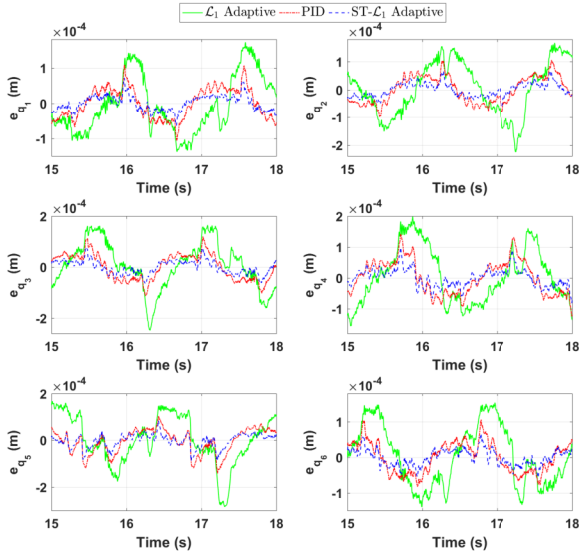 ℒ₁ Adaptive PID ST-ℒ₁ Adaptive
×10⁻⁴
e_q₁ (m)
1
0
-1
15 16 17 18
Time (s)
×10⁻⁴
e_q₂ (m)
2
1
0
-1
-2
15 16 17 18
Time (s)
×10⁻⁴
e_q₃ (m)
2
0
-2
15 16 17 18
Time (s)
×10⁻⁴
e_q₄ (m)
2
1
0
-1
15 16 17 18
Time (s)
×10⁻⁴
e_q₅ (m)
2
0
-2
15 16 17 18
Time (s)
×10⁻⁴
e_q₆ (m)
1
0
-1
15 16 17 18
Time (s)